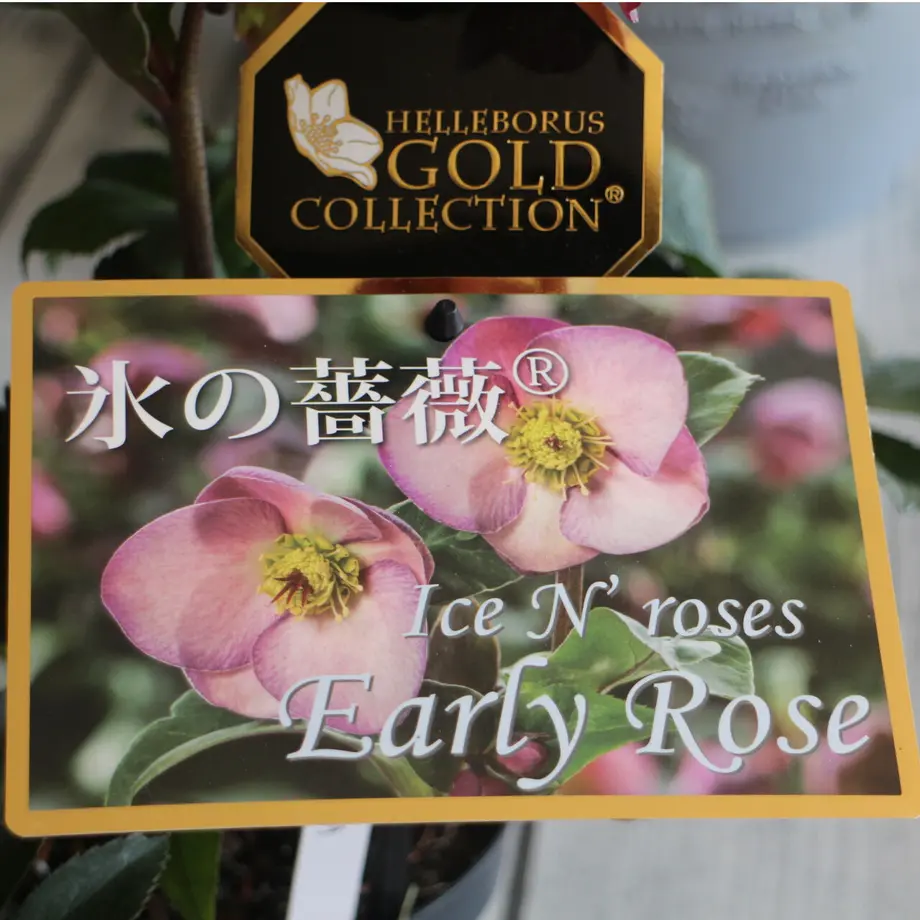 HELLEBORUS
GOLD
COLLECTION®
氷の薔薇®
Ice N' roses
Early Rose